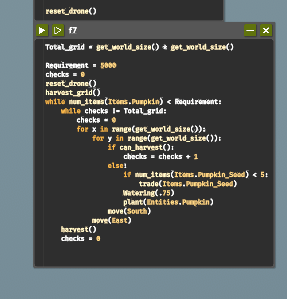 reset_drone()
f7
Total_grid = get_world_size() * get_world_size()
Requirement = 5000
checks = 0
reset_drone()
harvest_grid()
while num_items(Items.Pumpkin) < Requirement:
while checks != Total_grid:
checks = 0
for x in range(get_world_size()):
for y in range(get_world_size()):
if can_harvest():
checks = checks + 1
else:
if num_items(Items.Pumpkin_Seed) < 5:
trade(Items.Pumpkin_Seed)
Watering(.75)
plant(Entities.Pumpkin)
move(South)
move(East)
harvest()
checks = 0